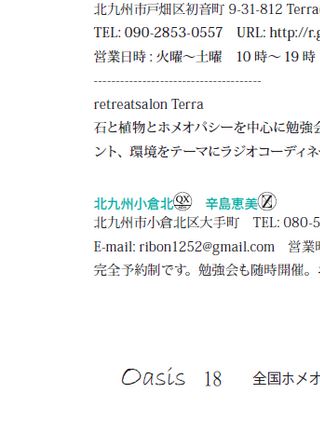 北九州市戸畑区初音町 9-31-812 Terra
TEL: 090-2853-0557　URL: http://r.g
営業日時 : 火曜〜土曜　10 時〜 19 時
retreatsalon Terra
石と植物とホメオパシーを中心に勉強会
ント、環境をテーマにラジオコーディネ
北九州小倉北 QX　辛島恵美 Z
北九州市小倉北区大手町　TEL: 080-5
E-mail: ribon1252@gmail.com　営業時
完全予約制です。勉強会も随時開催。
Oasis 18 全国ホメオ